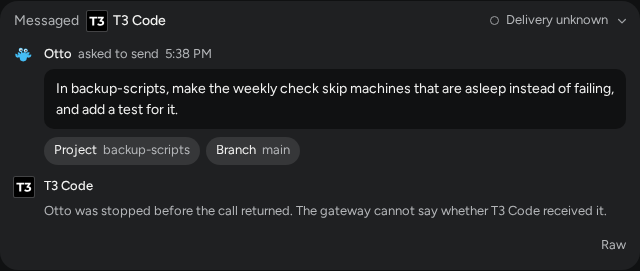 Messaged T3 T3 Code Delivery unknown
Otto asked to send 5:38 PM
In backup-scripts, make the weekly check skip machines that are asleep instead of failing,
and add a test for it.
Project backup-scripts Branch main
T3 T3 Code
Otto was stopped before the call returned. The gateway cannot say whether T3 Code received it.
Raw